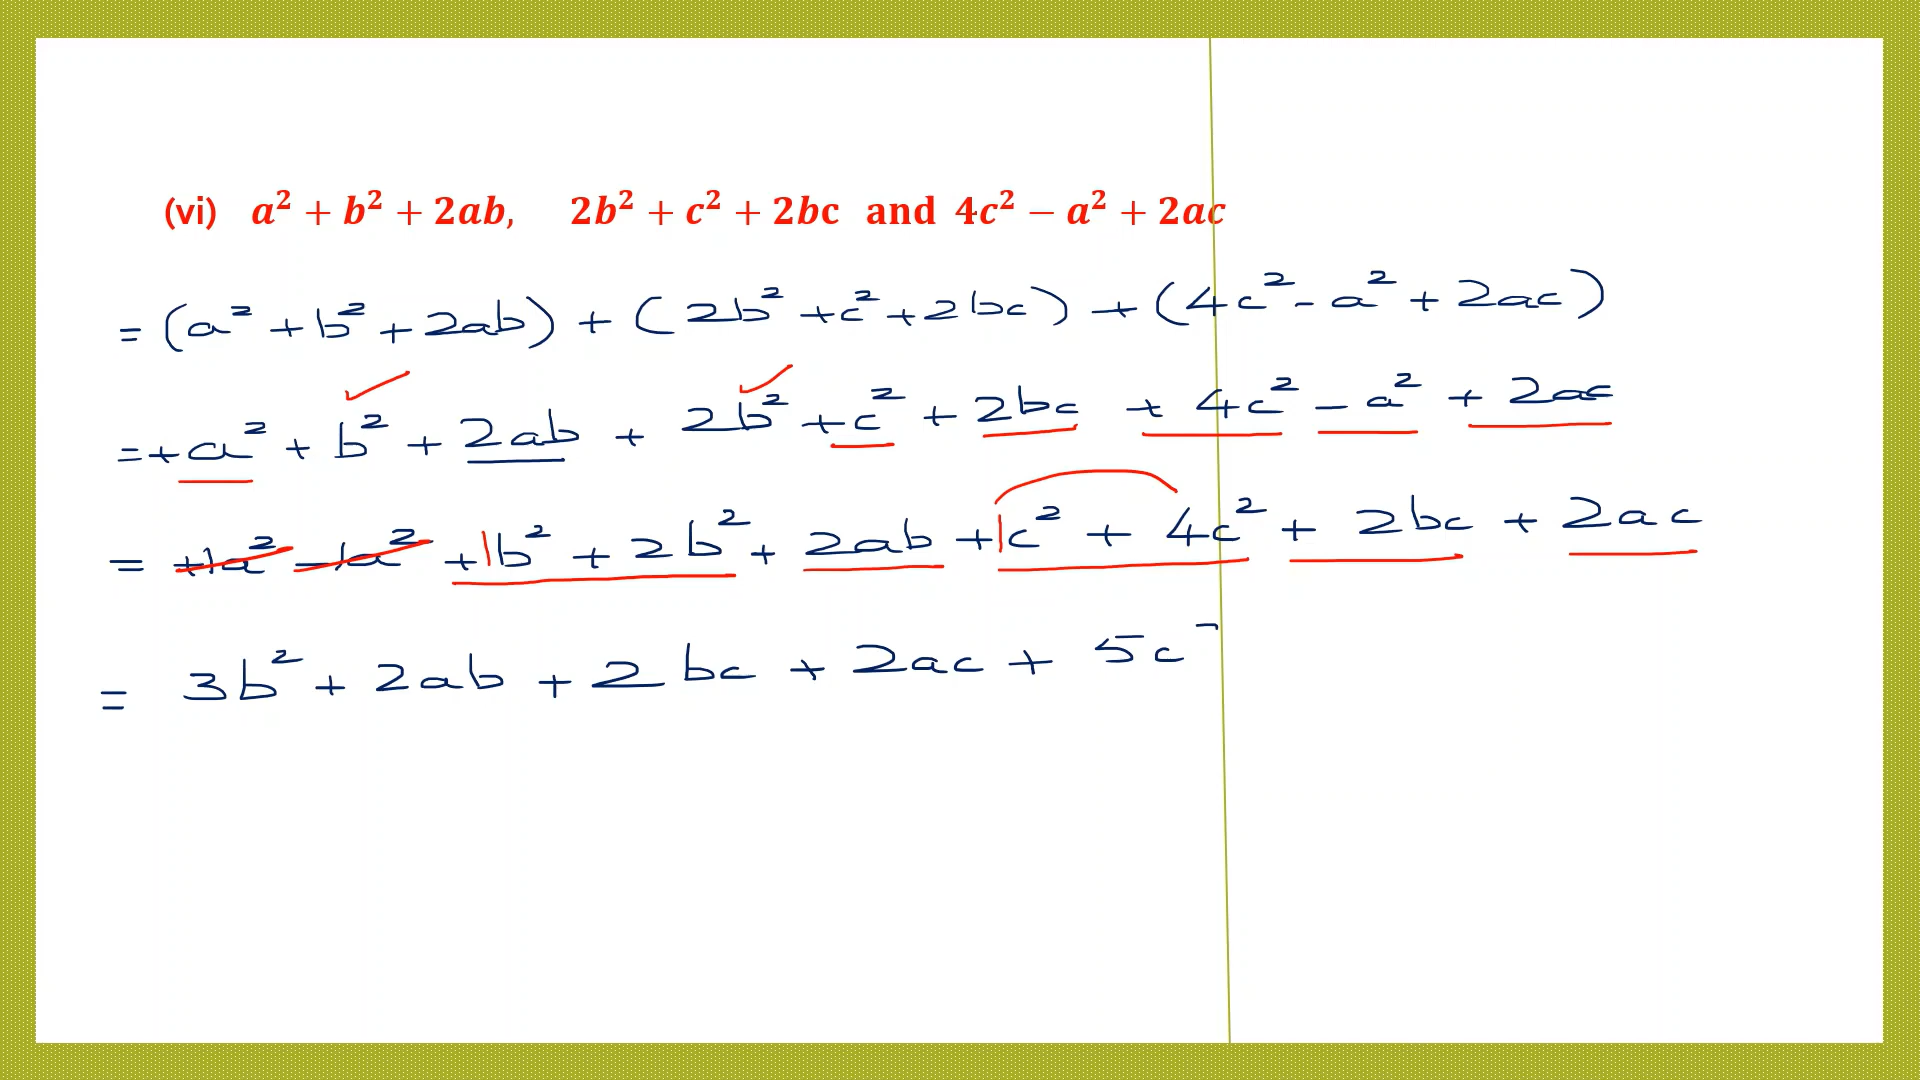 (vi) a² + b² + 2ab, 2b² + c² + 2bc and 4c² − a² + 2ac
= (a² + b² + 2ab) + (2b² + c² + 2bc) + (4c² - a² + 2ac)
= + a² + b² + 2ab + 2b² + c² + 2bc + 4c² - a² + 2ac
= +1a² - 1a² + 1b² + 2b² + 2ab + 1c² + 4c² + 2bc + 2ac
= 3b² + 2ab + 2bc + 2ac + 5c